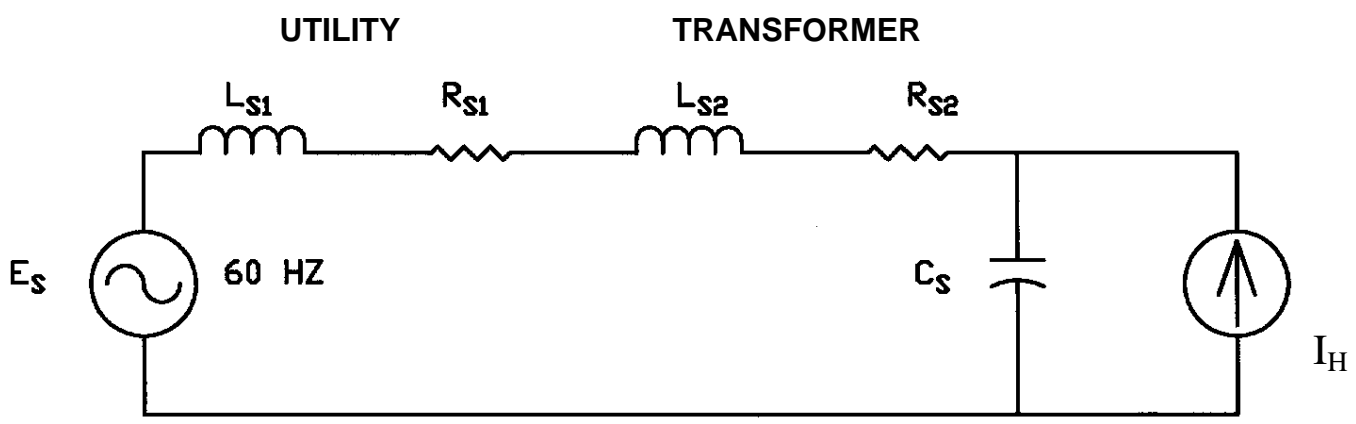 UTILITY TRANSFORMER
LS1 RS1 LS2 RS2
ES 60 HZ CS
IH